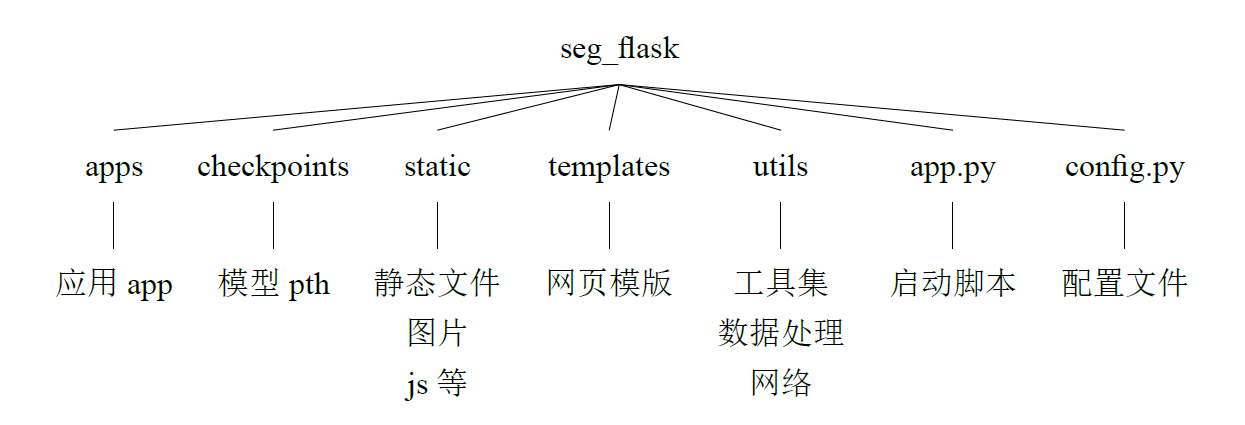 seg_flask
apps checkpoints static templates utils app.py config.py
应用 app 模型 pth 静态文件 网页模版 工具集 启动脚本 配置文件
图片 数据处理
js 等 网络